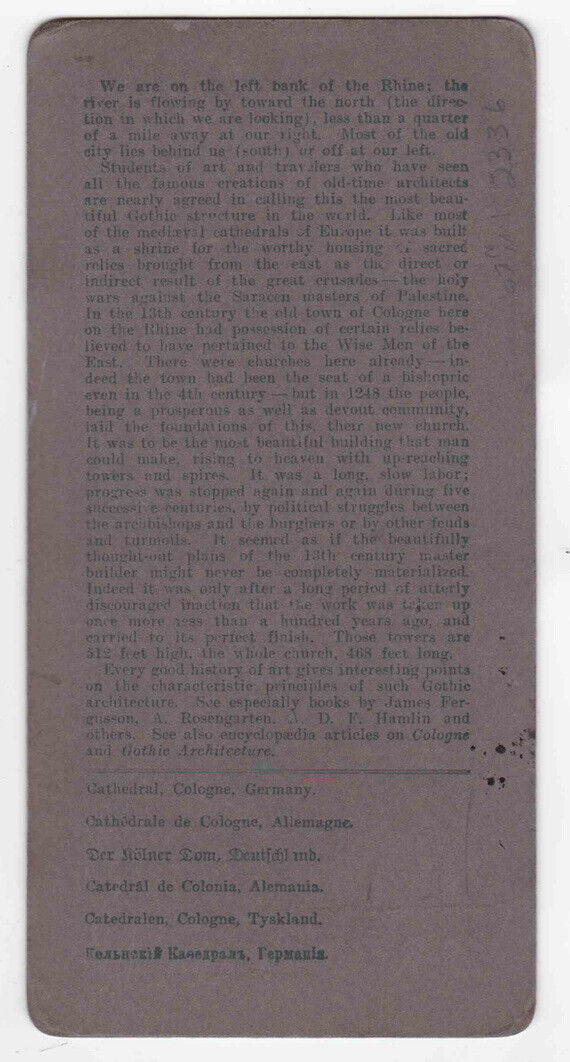 We are on the left bank of the Rhine; the
river is flowing by toward the north (the direc-
tion in which we are looking), less than a quarter
of a mile away at our right. Most of the old
city lies behind us (south) or off at our left.
Students of art and travelers who have seen
all the famous creations of old-time architects
are nearly agreed in calling this the most beau-
tiful Gothic structure in the world. Like most
of the mediæval cathedrals of Europe it was built
as a shrine for the worthy housing of sacred
relics brought from the east as the direct or
indirect result of the great crusades — the holy
wars against the Saracen masters of Palestine.
In the 13th century the old town of Cologne here
on the Rhine had possession of certain relics be-
lieved to have pertained to the Wise Men of the
East. There were churches here already — in-
deed the town had been the seat of a bishopric
even in the 4th century — but in 1248 the people,
being a prosperous as well as devout community,
laid the foundations of this, their new church.
It was to be the most beautiful building that man
could make, rising to heaven with up-reaching
towers and spires. It was a long, slow labor;
progress was stopped again and again during five
successive centuries, by political struggles between
the archbishops and the burghers or by other feuds
and turmoils. It seemed as if the beautifully
thought-out plans of the 13th century master
builder might never be completely materialized.
Indeed it was only after a long period of utterly
discouraged inaction that the work was taken up
once more less than a hundred years ago, and
carried to its perfect finish. Those towers are
512 feet high, the whole church, 468 feet long.
Every good history of art gives interesting points
on the characteristic principles of such Gothic
architecture. See especially books by James Fer-
gusson, A. Rosengarten, A. D. F. Hamlin and
others. See also encyclopædia articles on Cologne
and Gothic Architecture.
Cathedral, Cologne, Germany.
Cathédrale de Cologne, Allemagne.
Der Kölner Dom, Deutschland.
Catedrál de Colonia, Alemania.
Catedralen, Cologne, Tyskland.
Кельнскій Каѳедралъ, Германія.
2336